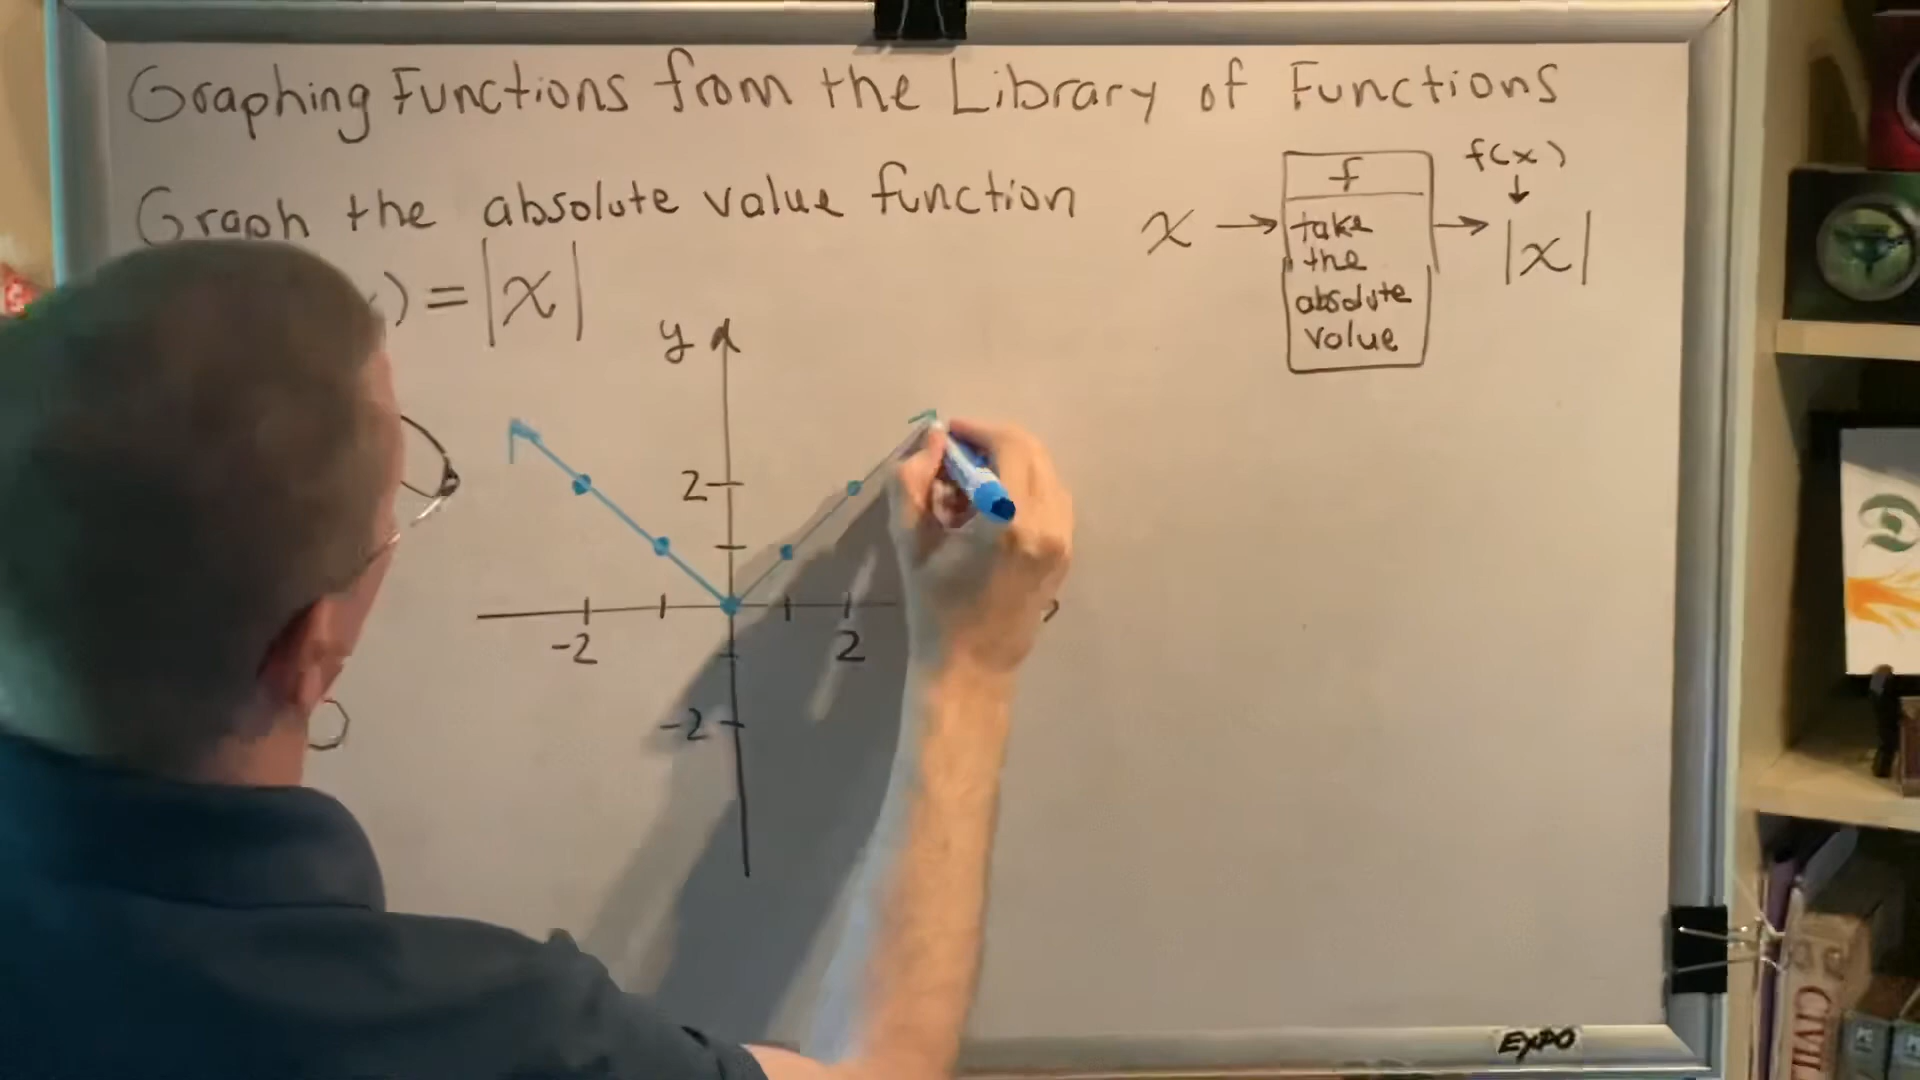 Graphing Functions from the Library of Functions
Graph the absolute value function
) = |x|
x → f → |x|
f(x)
↓
take
the
absolute
value
y
2
-2
2
-2
EXPO
CIVIL